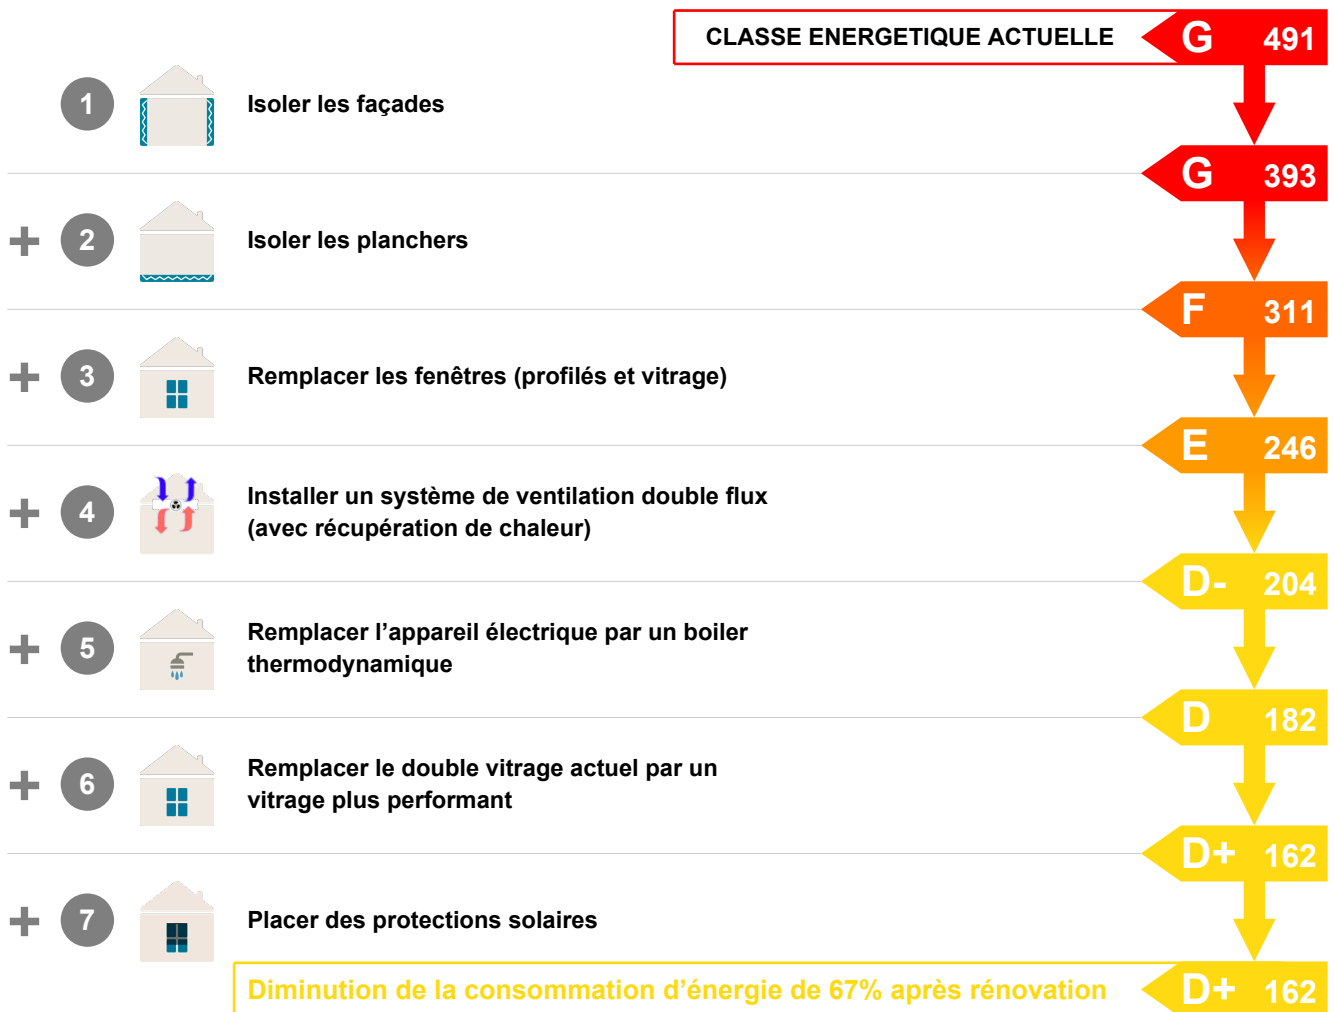 CLASSE ENERGETIQUE ACTUELLE G 491
1 Isoler les façades
G 393
+ 2 Isoler les planchers
F 311
+ 3 Remplacer les fenêtres (profilés et vitrage)
E 246
+ 4 Installer un système de ventilation double flux
(avec récupération de chaleur)
D- 204
+ 5 Remplacer l’appareil électrique par un boiler
thermodynamique
D 182
+ 6 Remplacer le double vitrage actuel par un
vitrage plus performant
D+ 162
+ 7 Placer des protections solaires
Diminution de la consommation d’énergie de 67% après rénovation D+ 162